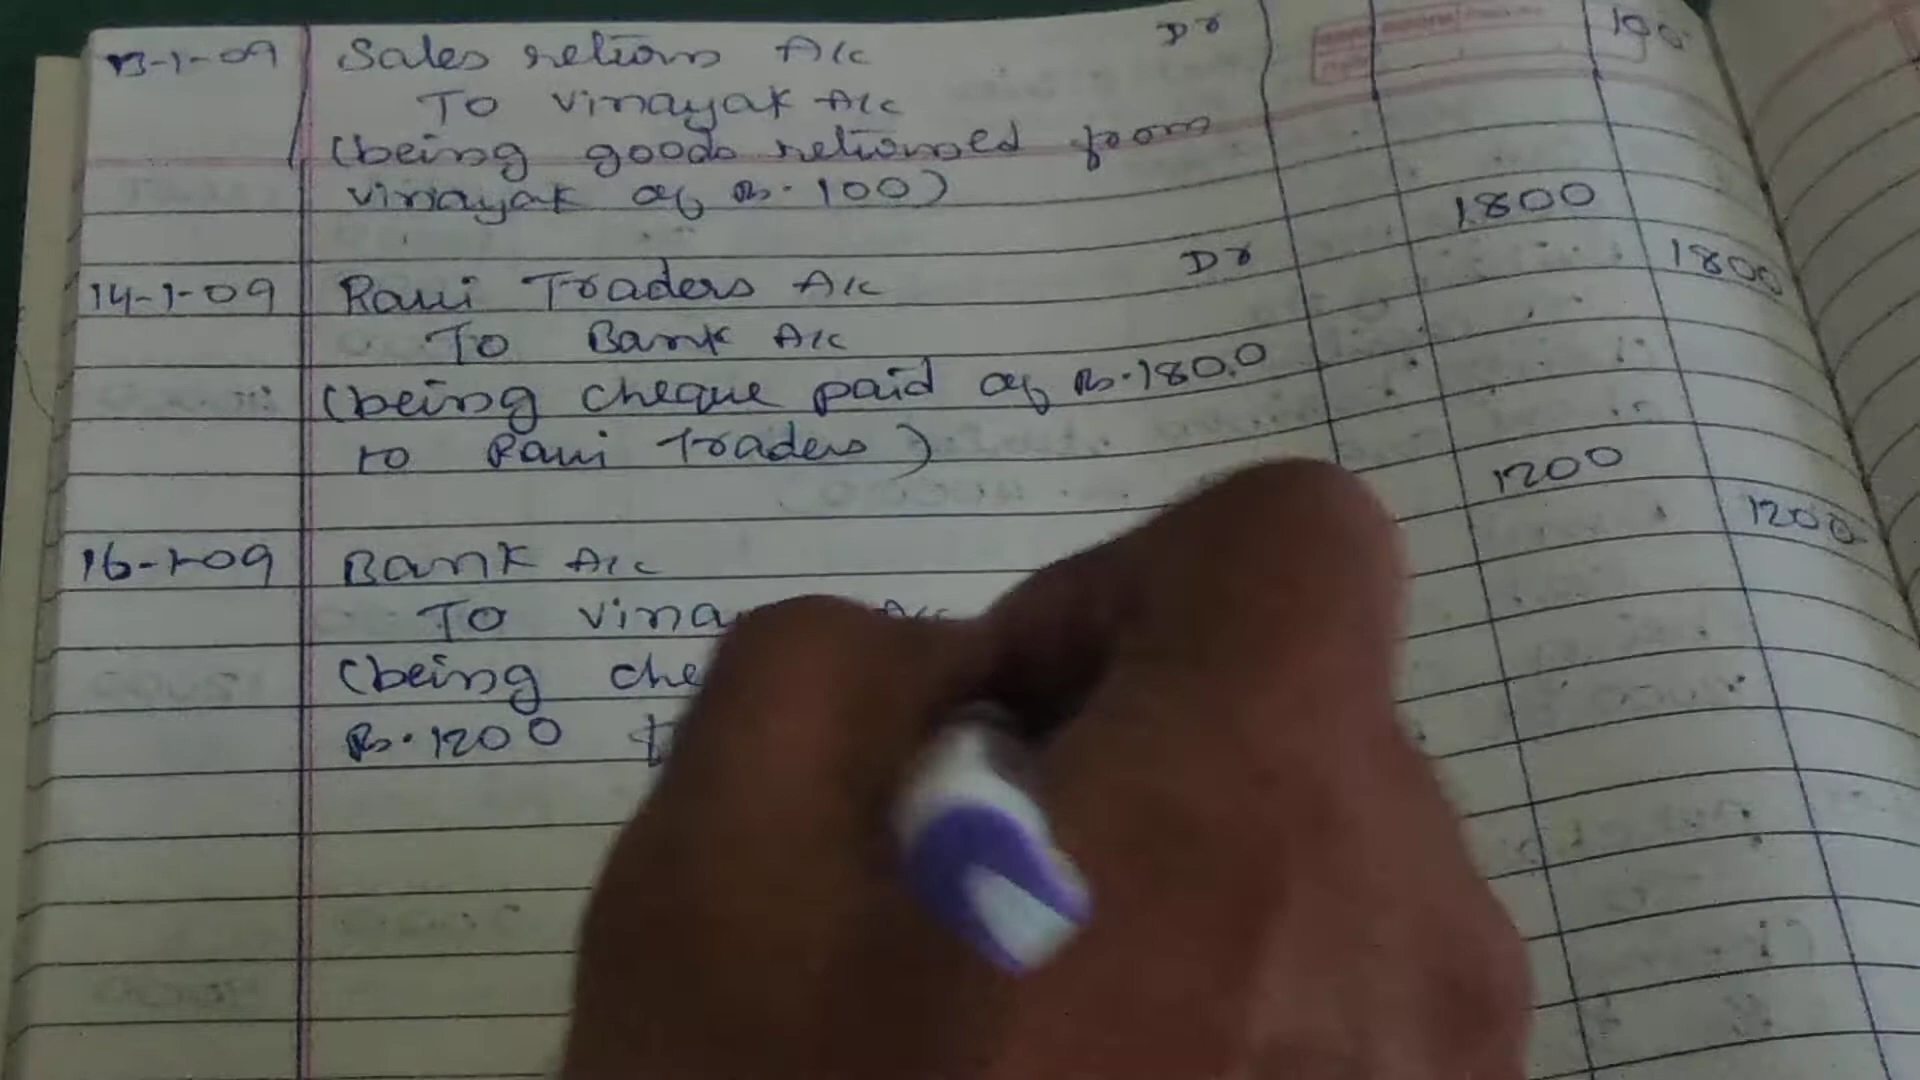 13-1-09 Sales return A/c Dr
To Vinayak A/c 100
(being goods returned from
Vinayak of Rs. 100)
14-1-09 Ravi Traders A/c Dr 1800
To Bank A/c 1800
(being cheque paid of Rs. 1800
to Ravi Traders)
16-1-09 Bank A/c 1200
To Vina A/c 1200
(being che
Rs. 1200